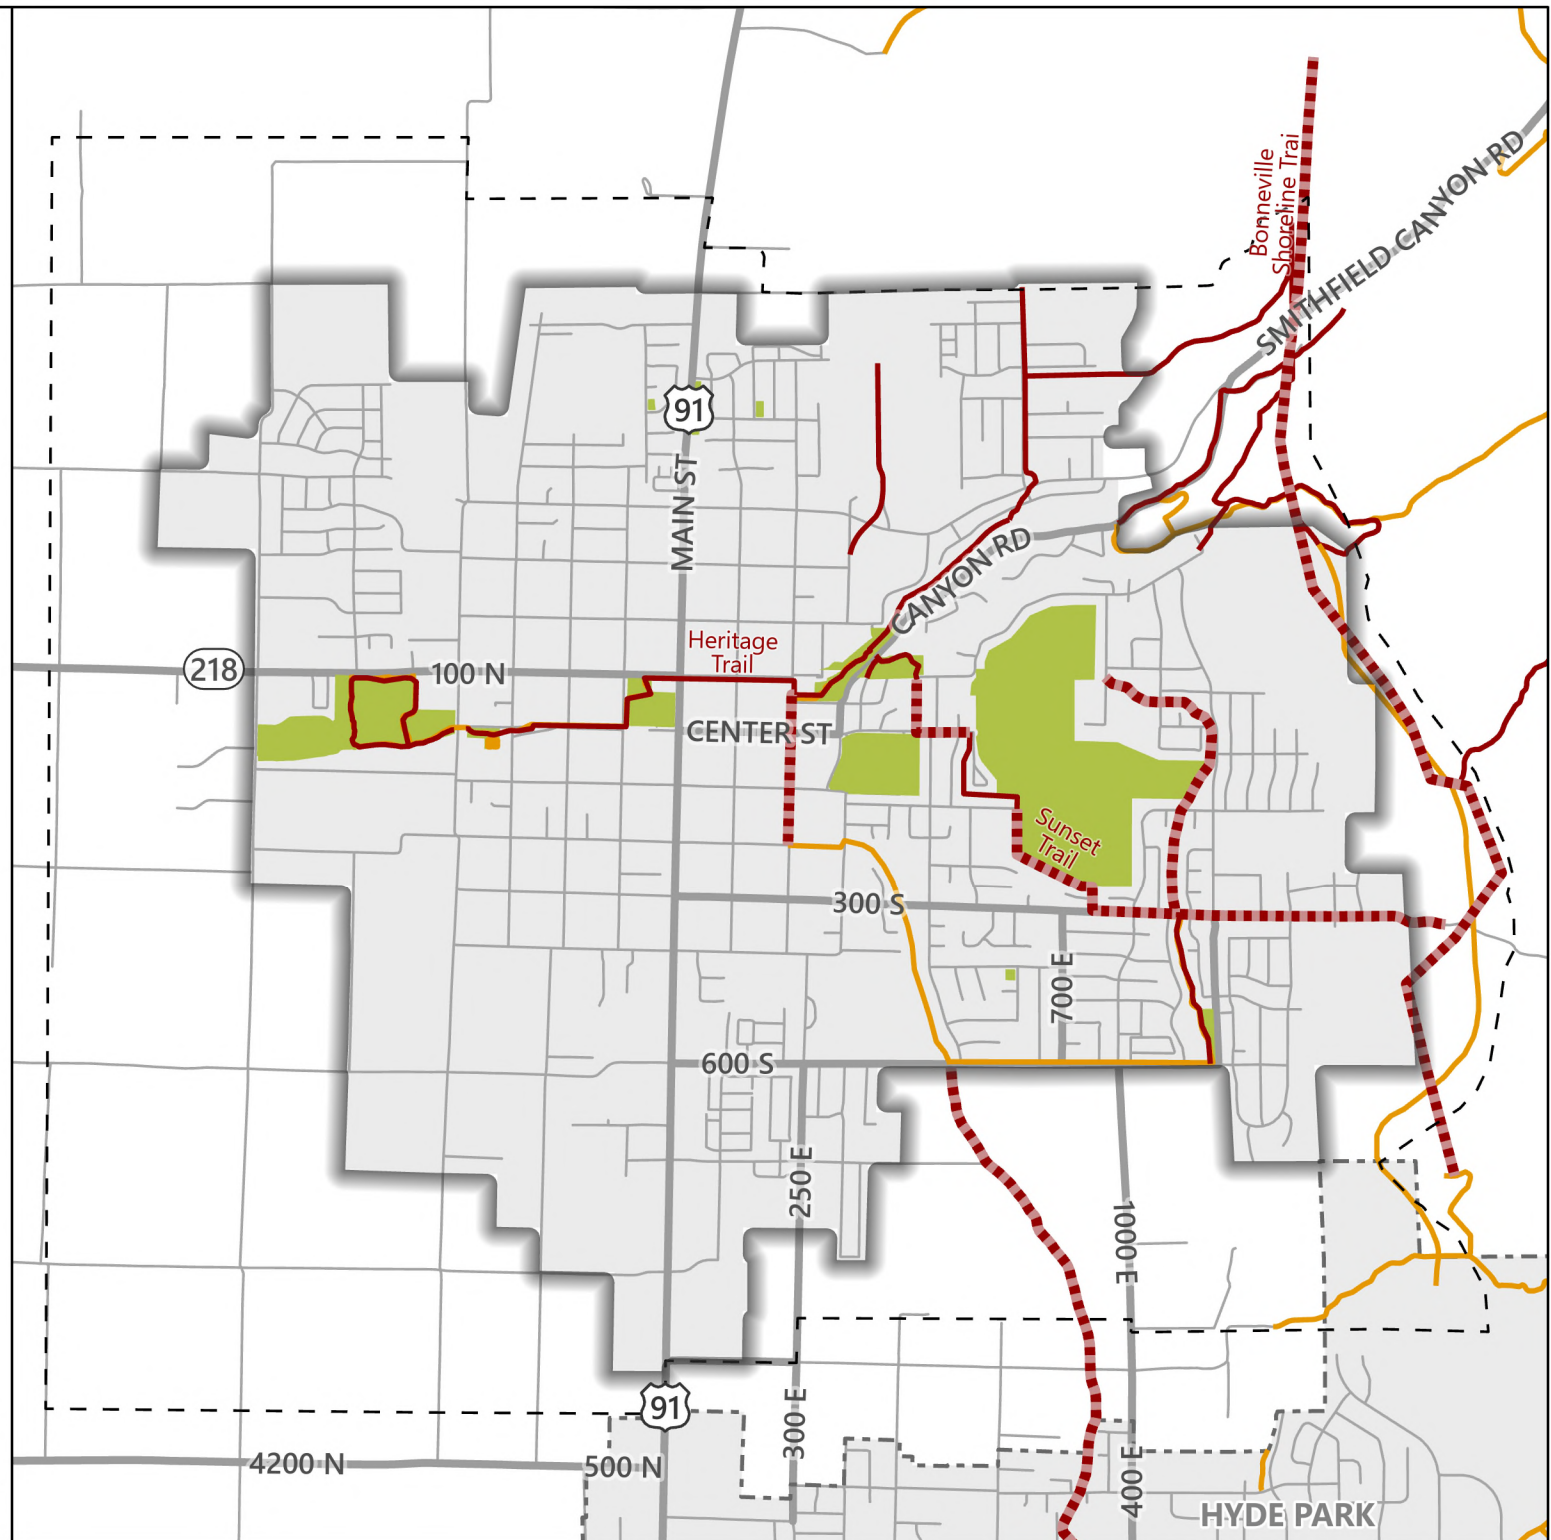 Bonneville
Shoreline Trai
SMITHFIELD CANYON RD
91
MAIN ST
CANYON RD
Heritage
Trail
218
100 N
CENTER ST
Sunset
Trail
300 S
700 E
600 S
250 E
1000 E
91
300 E
4200 N
500 N
400 E
HYDE PARK